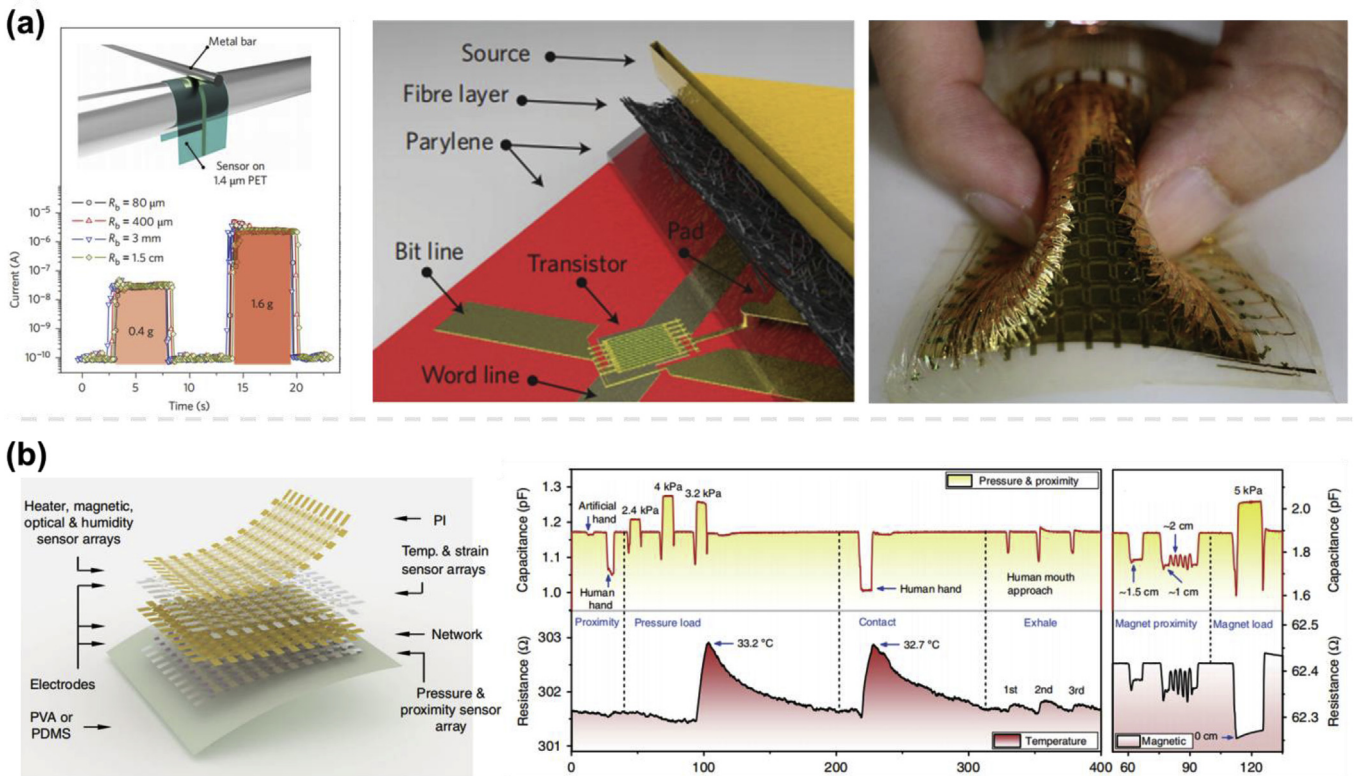 (a)
Metal bar
Sensor on
1.4 μm PET
R_b = 80 μm
R_b = 400 μm
R_b = 3 mm
R_b = 1.5 cm
10⁻⁵
10⁻⁶
10⁻⁷
10⁻⁸
10⁻⁹
10⁻¹⁰
Current (A)
0.4 g
1.6 g
0 5 10 15 20
Time (s)
Source
Fibre layer
Parylene
Pad
Bit line
Transistor
Word line
(b)
Heater, magnetic,
optical & humidity
sensor arrays
Electrodes
PVA or
PDMS
PI
Temp. & strain
sensor arrays
Network
Pressure &
proximity sensor
array
Capacitance (pF)
1.3
1.2
1.1
1.0
Artificial
hand
Human
hand
2.4 kPa
4 kPa
3.2 kPa
Pressure & proximity
Human hand
Human mouth
approach
Proximity
Pressure load
Contact
Exhale
Resistance (Ω)
303
302
301
33.2 °C
32.7 °C
1st 2nd 3rd
Temperature
0 100 200 300 400
~1.5 cm
~2 cm
~1 cm
5 kPa
2.0
1.8
1.6
Capacitance (pF)
Magnet proximity
Magnet load
62.5
62.4
62.3
Resistance (Ω)
0 cm
Magnetic
60 90 120